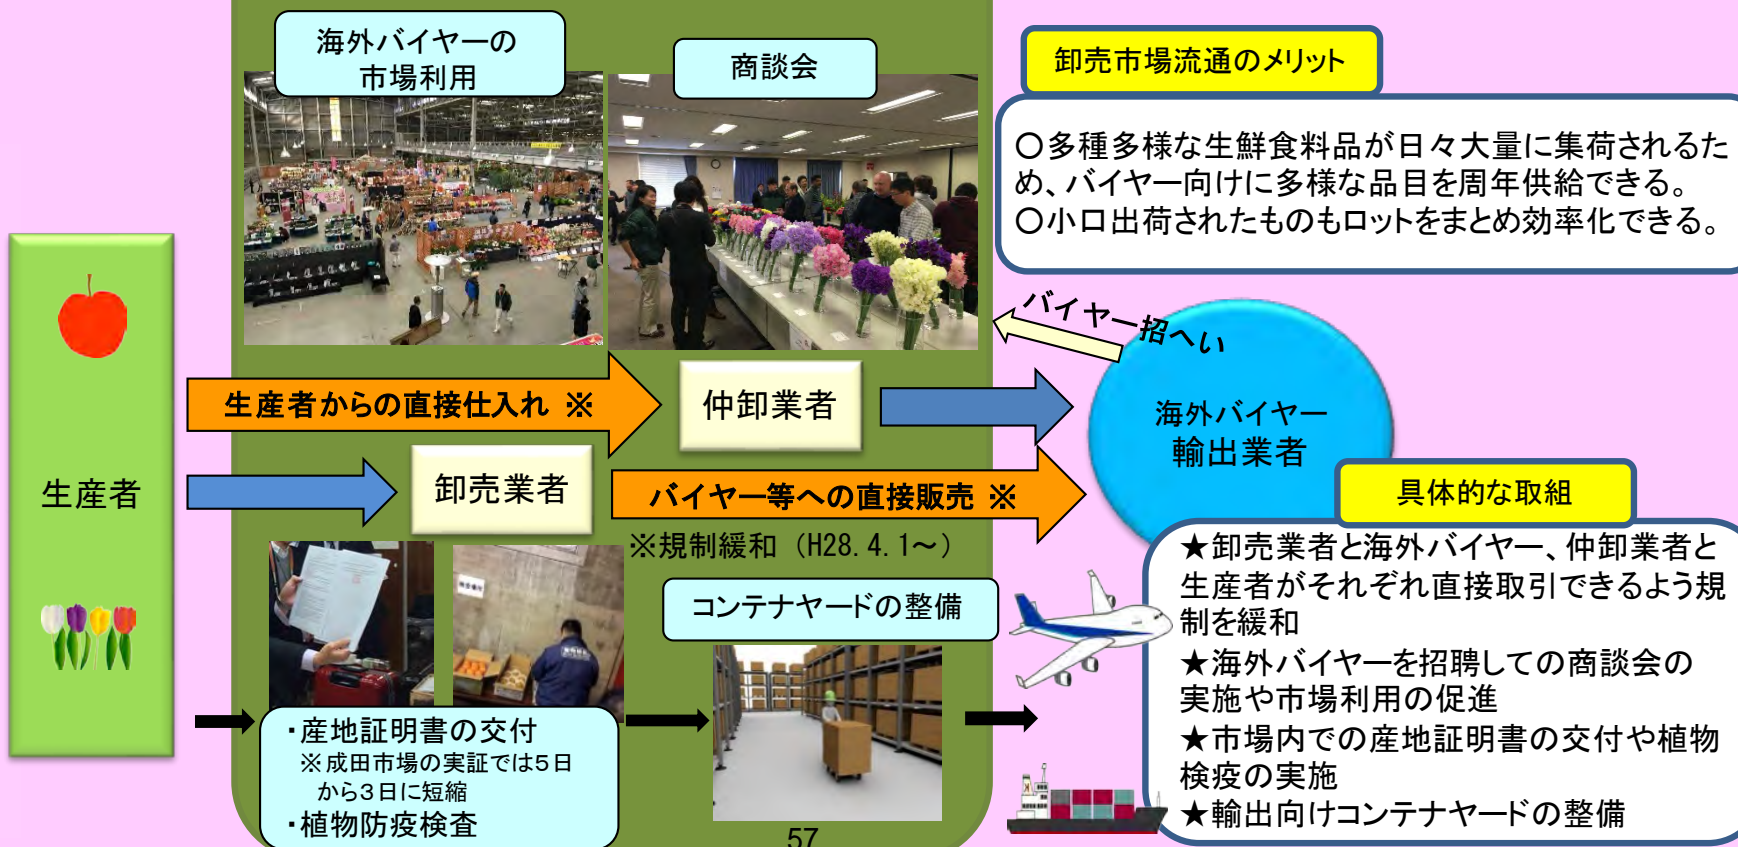 海外バイヤーの
市場利用
商談会
卸売市場流通のメリット
〇多種多様な生鮮食料品が日々大量に集荷されるた
め、バイヤー向けに多様な品目を周年供給できる。
〇小口出荷されたものもロットをまとめ効率化できる。
バイヤー招へい
生産者からの直接仕入れ ※
仲卸業者
海外バイヤー
輸出業者
生産者
卸売業者
バイヤー等への直接販売 ※
※規制緩和（H28.4.1～）
具体的な取組
★卸売業者と海外バイヤー、仲卸業者と
生産者がそれぞれ直接取引できるよう規
制を緩和
★海外バイヤーを招聘しての商談会の
実施や市場利用の促進
★市場内での産地証明書の交付や植物
検疫の実施
★輸出向けコンテナヤードの整備
コンテナヤードの整備
・産地証明書の交付
※成田市場の実証では５日
から３日に短縮
・植物防疫検査
57